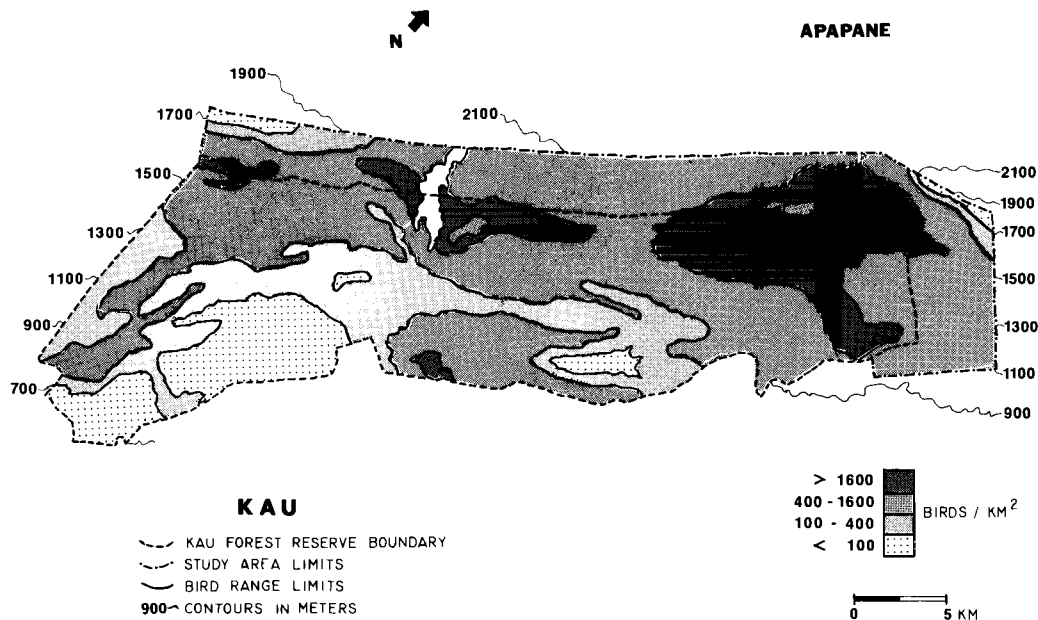 N
APAPANE
1900
1700
2100
1500
1300
1100
900
700
2100
1900
1700
1500
1300
1100
900
KAU
KAU FOREST RESERVE BOUNDARY
STUDY AREA LIMITS
BIRD RANGE LIMITS
900 CONTOURS IN METERS
> 1600
400 - 1600
100 - 400
< 100
BIRDS / KM²
0 5 KM